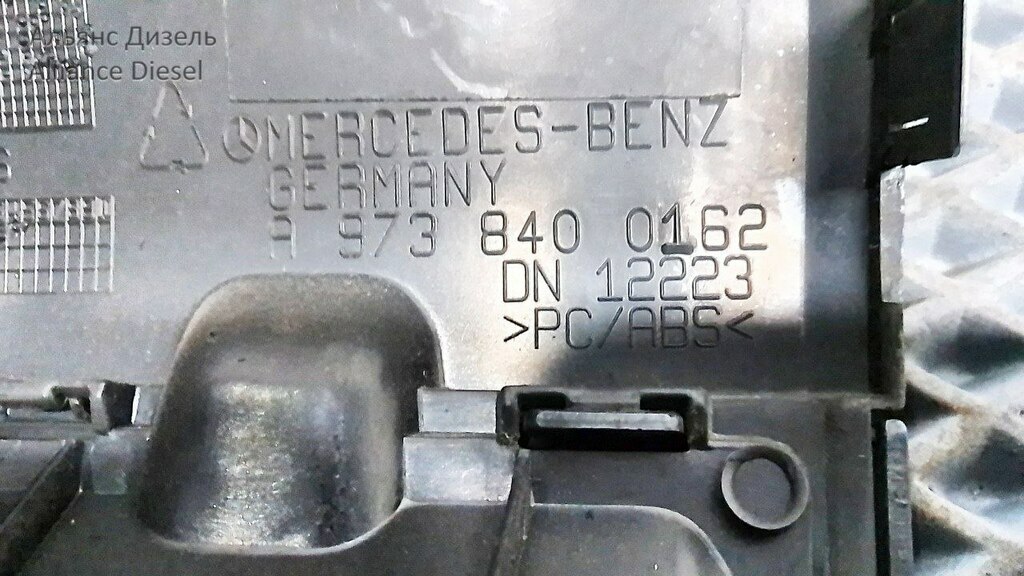 Альянс Дизель
Alliance Diesel
MERCEDES-BENZ
GERMANY
A 973 840 0162
DN 12223
>PC/ABS<